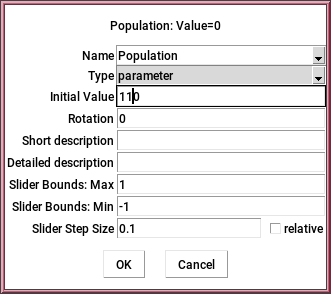 Population: Value=0
Name Population
Type parameter
Initial Value 110
Rotation 0
Short description
Detailed description
Slider Bounds: Max 1
Slider Bounds: Min -1
Slider Step Size 0.1 relative
OK Cancel